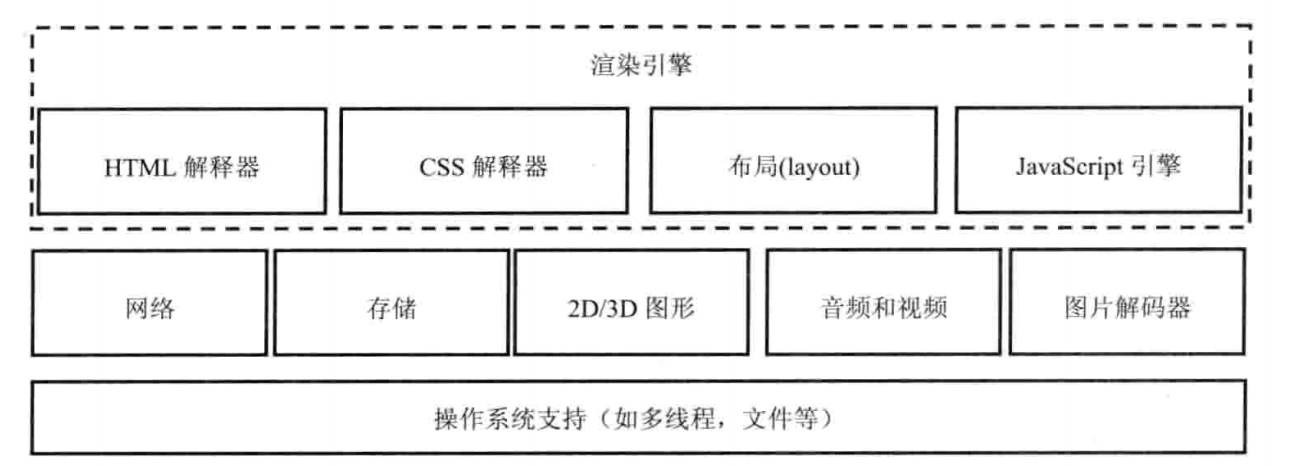 渲染引擎
HTML 解释器
CSS 解释器
布局(layout)
JavaScript 引擎
网络
存储
2D/3D 图形
音频和视频
图片解码器
操作系统支持（如多线程，文件等）